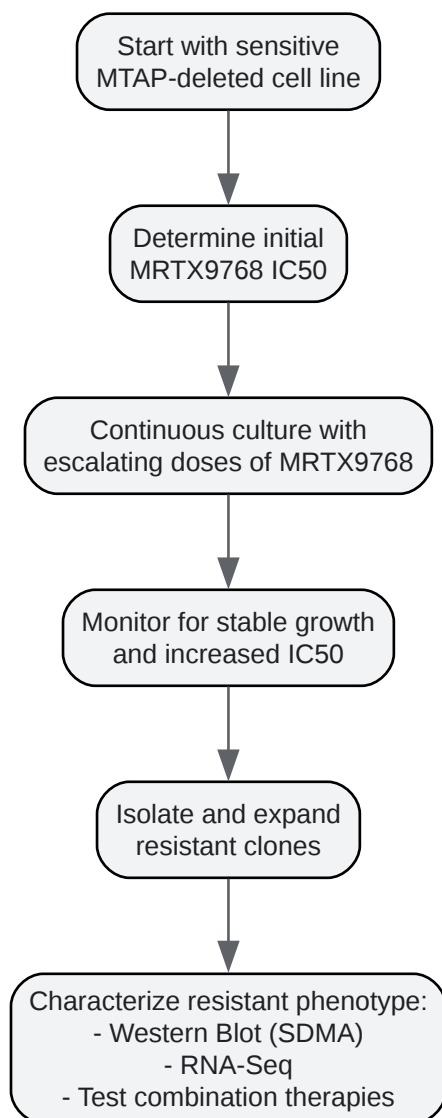 Start with sensitive
MTAP-deleted cell line
Determine initial
MRTX9768 IC50
Continuous culture with
escalating doses of MRTX9768
Monitor for stable growth
and increased IC50
Isolate and expand
resistant clones
Characterize resistant phenotype:
- Western Blot (SDMA)
- RNA-Seq
- Test combination therapies